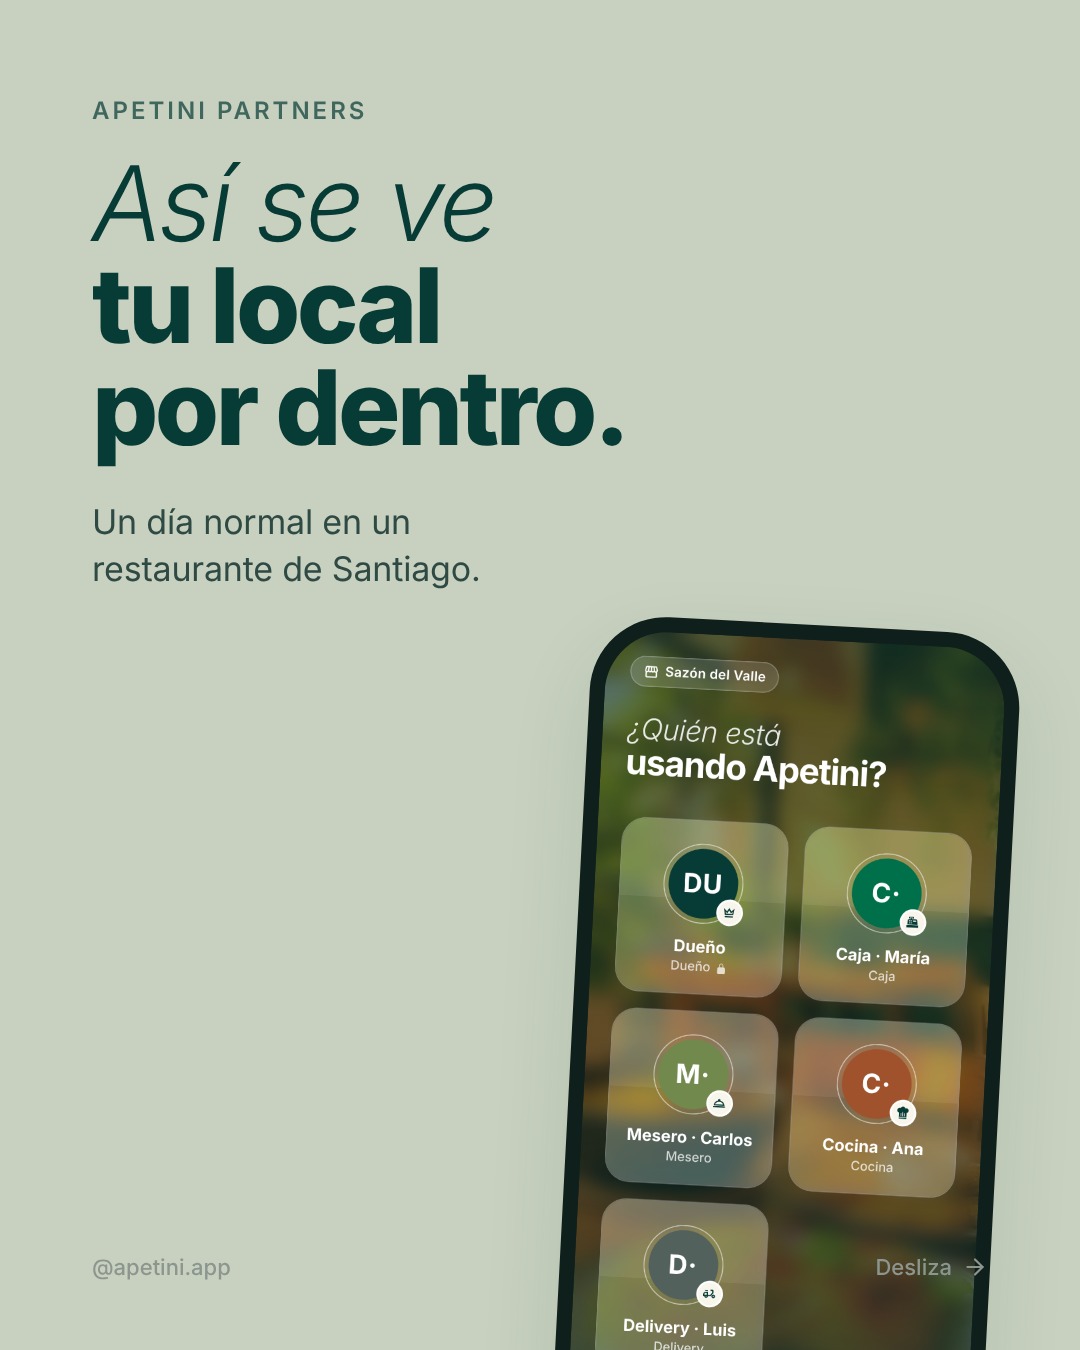 APETINI PARTNERS
Así se ve
tu local
por dentro.
Un día normal en un
restaurante de Santiago.
Sazón del Valle
¿Quién está
usando Apetini?
DU
Dueño
Dueño
C·
Caja · María
Caja
M·
Mesero · Carlos
Mesero
C·
Cocina · Ana
Cocina
D·
Delivery · Luis
Delivery
@apetini.app
Desliza →